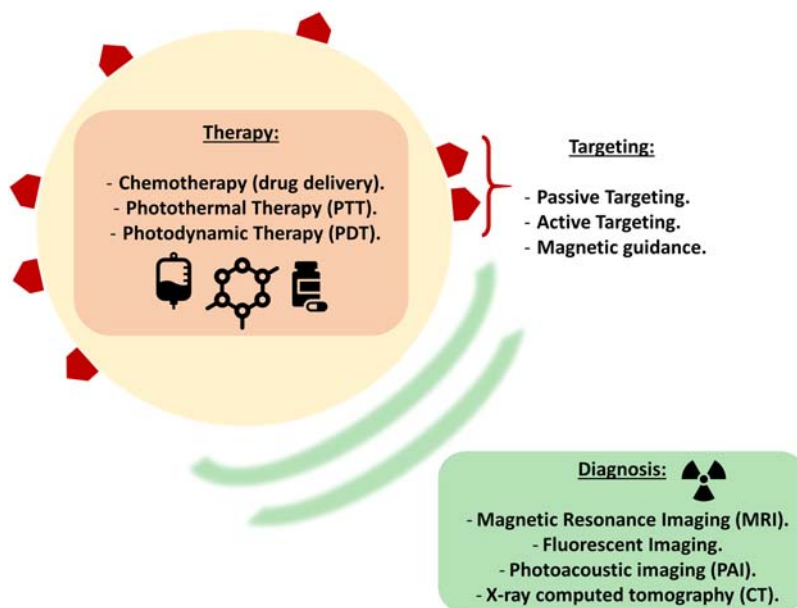 Therapy:
- Chemotherapy (drug delivery).
- Photothermal Therapy (PTT).
- Photodynamic Therapy (PDT).
Targeting:
- Passive Targeting.
- Active Targeting.
- Magnetic guidance.
Diagnosis:
- Magnetic Resonance Imaging (MRI).
- Fluorescent Imaging.
- Photoacoustic imaging (PAI).
- X-ray computed tomography (CT).